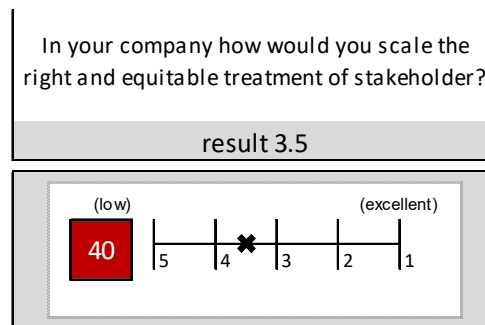 In your company how would you scale the
right and equitable treatment of stakeholder?
result 3.5
(low) (excellent)
40
5 4 3 2 1